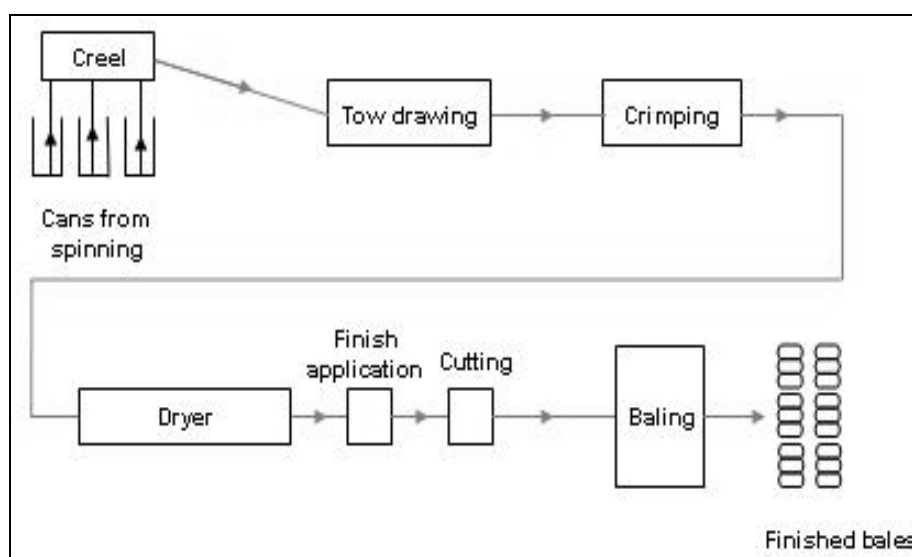 Creel
Tow drawing
Crimping
Cans from
spinning
Finish
application
Cutting
Dryer
Baling
Finished bales